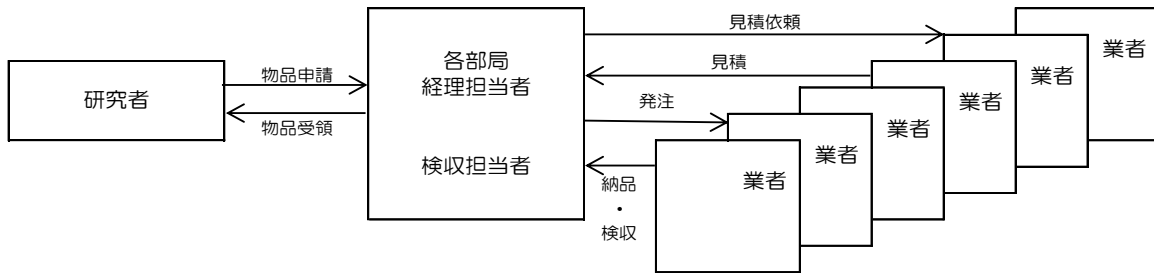 研究者
物品申請
物品受領
各部局
経理担当者
検収担当者
見積依頼
見積
発注
納品
・
検収
業者
業者
業者
業者
業者
業者